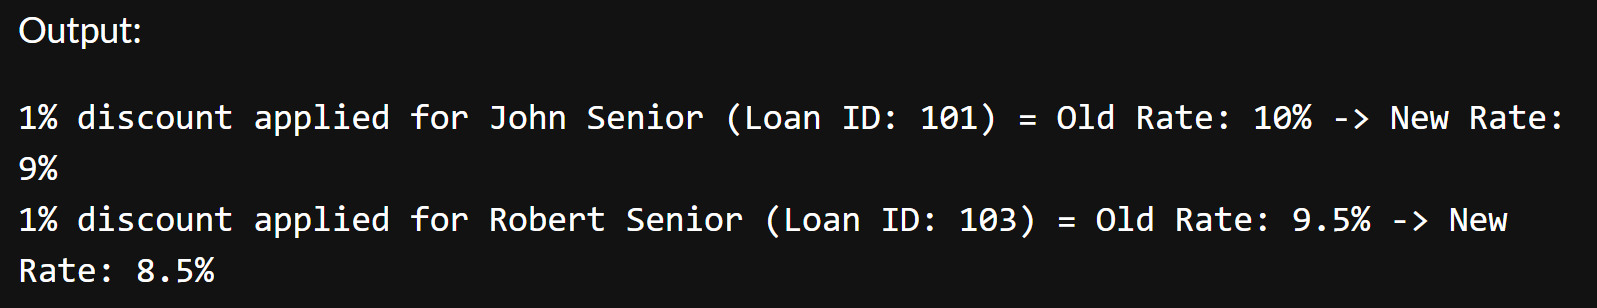 Output:
1% discount applied for John Senior (Loan ID: 101) = Old Rate: 10% -> New Rate:
9%
1% discount applied for Robert Senior (Loan ID: 103) = Old Rate: 9.5% -> New
Rate: 8.5%